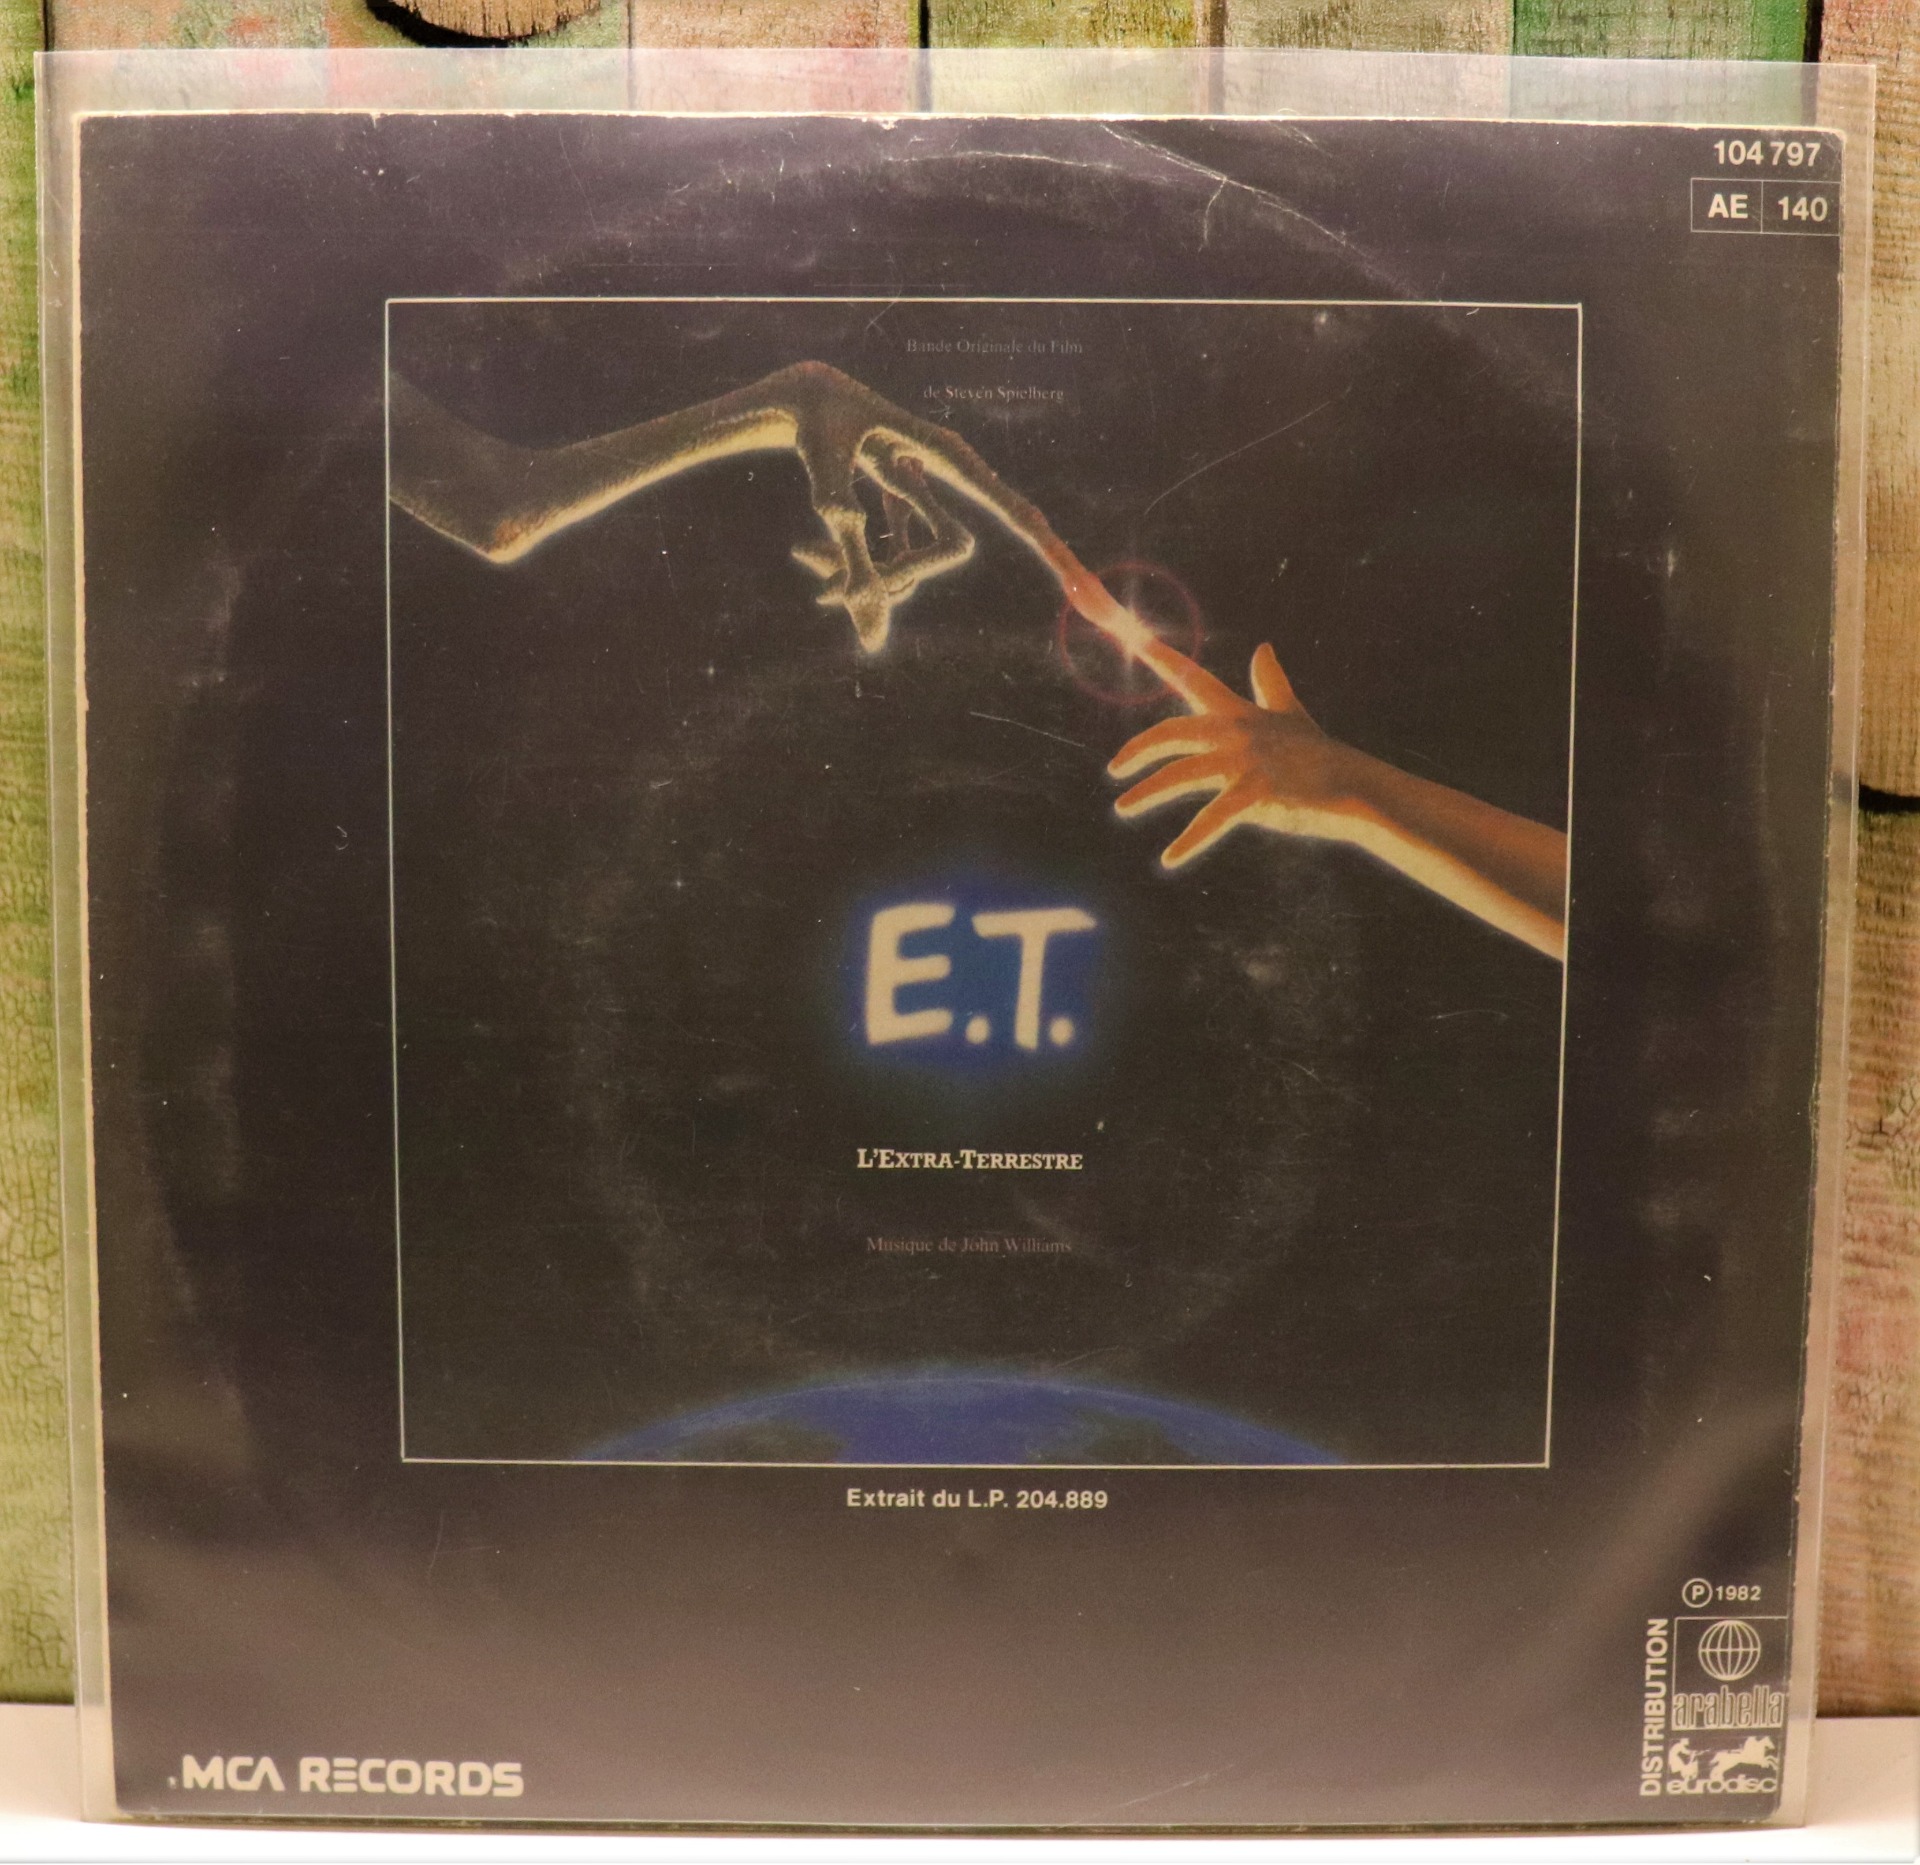 104 797
AE 140
Bande Originale du Film
de Steven Spielberg
E.T.
L'EXTRA-TERRESTRE
Musique de John Williams
Extrait du L.P. 204.889
Ⓟ 1982
DISTRIBUTION
arabella
eurodisc
MCA RECORDS